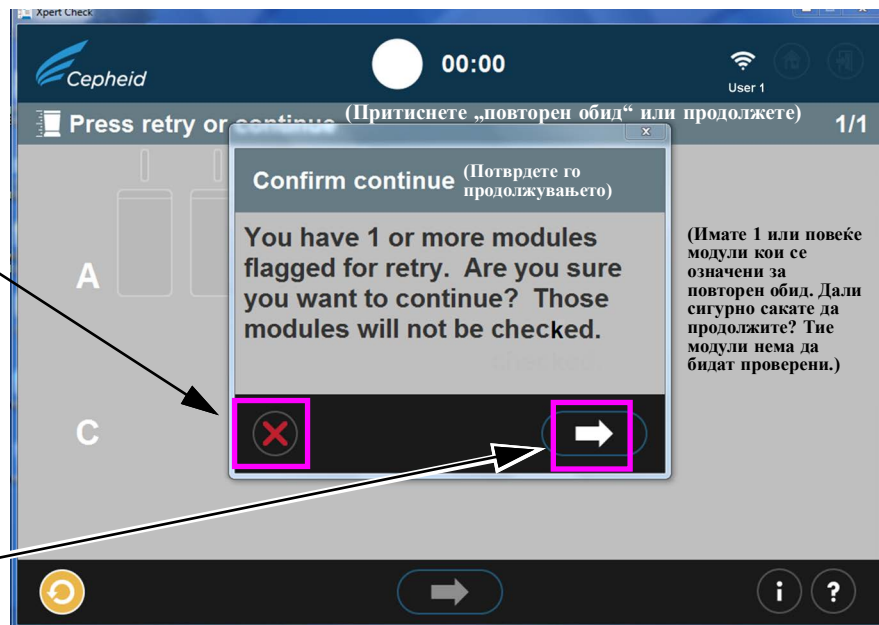 Xpert Check
Cepheid
00:00
User 1
Press retry or continue (Притиснете „повторен обид“ или продолжете) 1/1
x
Confirm continue (Потврдете го
продолжувањето)
You have 1 or more modules
flagged for retry. Are you sure
you want to continue? Those
modules will not be checked.
(Имате 1 или повеќе
модули кои се
означени за
повторен обид. Дали
сигурно сакате да
продолжите? Тие
модули нема да
бидат проверени.)
A
C
i ?